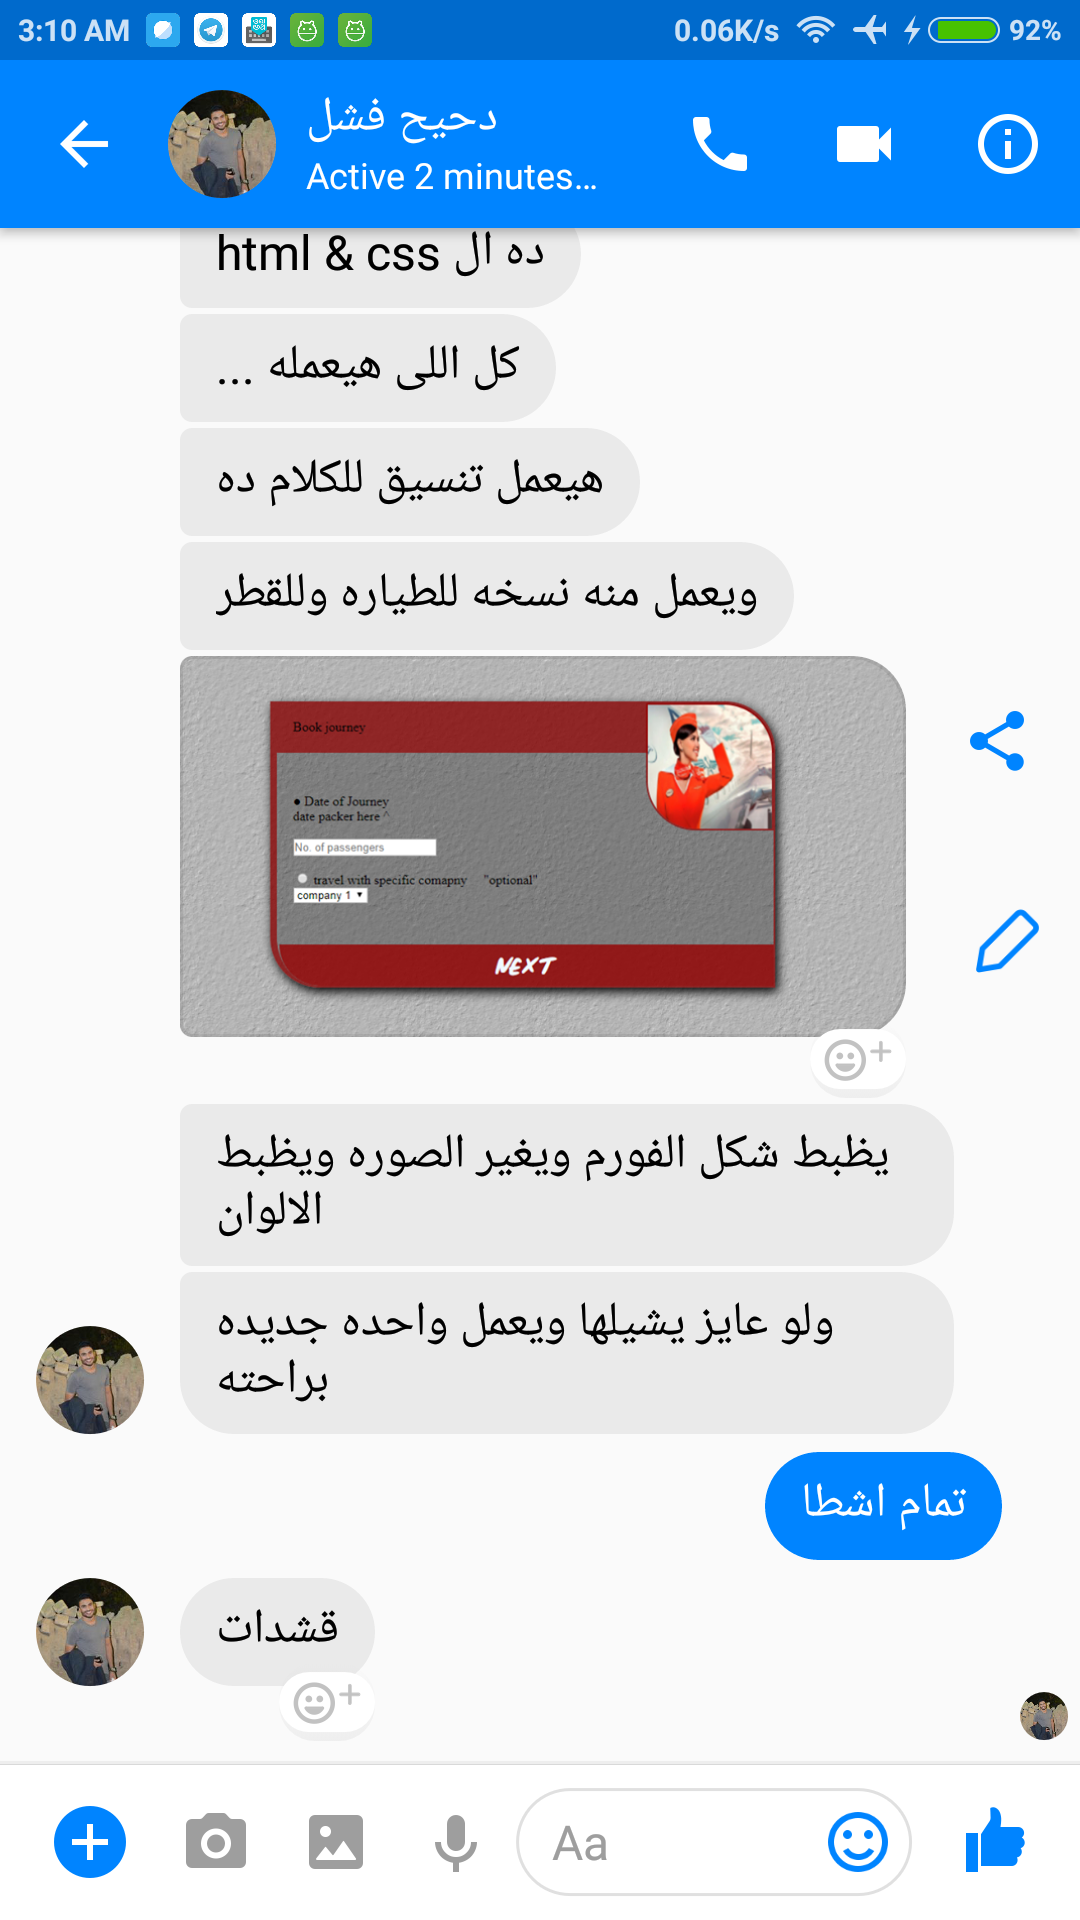 3:10 AM
0.06K/s
92%
دحيح فشل
Active 2 minutes...
ده ال html & css
كل اللى هيعمله ...
هيعمل تنسيق للكلام ده
ويعمل منه نسخه للطياره وللقطر
Book journey
● Date of Journey
date packer here ^
No. of passengers
travel with specific comapny "optional"
company 1
NEXT
يظبط شكل الفورم ويغير الصوره ويظبط
الالوان
ولو عايز يشيلها ويعمل واحده جديده
براحته
تمام اشطا
قشدات
Aa